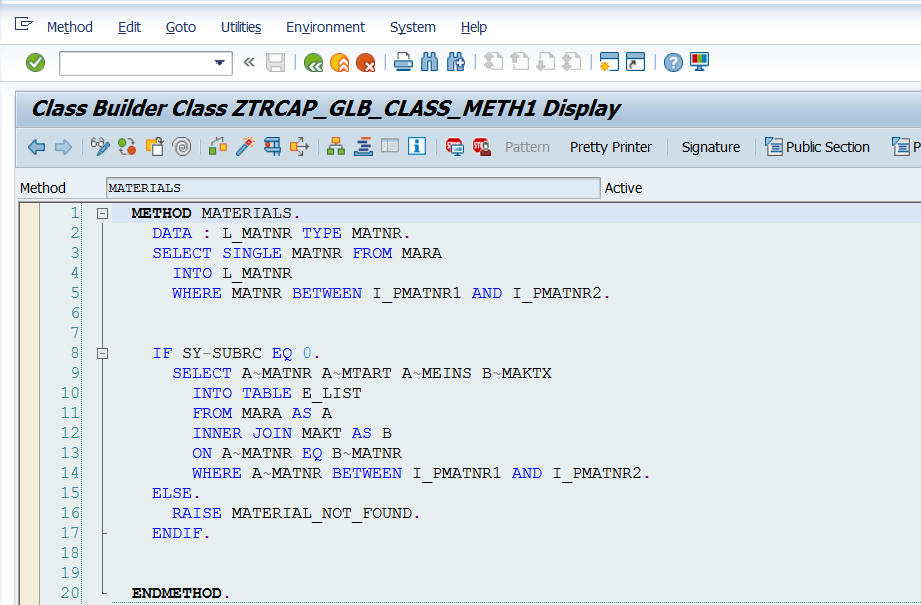 Method Edit Goto Utilities Environment System Help
Class Builder Class ZTRCAP_GLB_CLASS_METH1 Display
Pattern Pretty Printer Signature Public Section P
Method MATERIALS Active
1 METHOD MATERIALS.
2 DATA : L_MATNR TYPE MATNR.
3 SELECT SINGLE MATNR FROM MARA
4 INTO L_MATNR
5 WHERE MATNR BETWEEN I_PMATNR1 AND I_PMATNR2.
6
7
8 IF SY-SUBRC EQ 0.
9 SELECT A~MATNR A~MTART A~MEINS B~MAKTX
10 INTO TABLE E_LIST
11 FROM MARA AS A
12 INNER JOIN MAKT AS B
13 ON A~MATNR EQ B~MATNR
14 WHERE A~MATNR BETWEEN I_PMATNR1 AND I_PMATNR2.
15 ELSE.
16 RAISE MATERIAL_NOT_FOUND.
17 ENDIF.
18
19
20 ENDMETHOD.